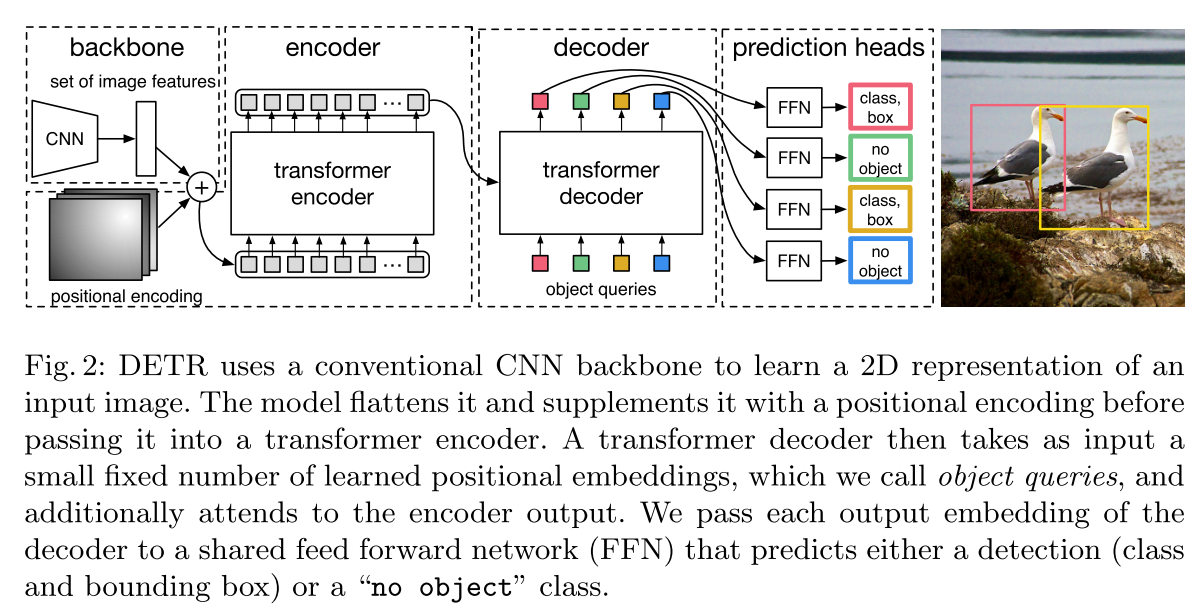 backbone
set of image features
CNN
+
positional encoding
encoder
...
transformer
encoder
...
decoder
transformer
decoder
object queries
prediction heads
FFN
class,
box
FFN
no
object
FFN
class,
box
FFN
no
object
Fig. 2: DETR uses a conventional CNN backbone to learn a 2D representation of an
input image. The model flattens it and supplements it with a positional encoding before
passing it into a transformer encoder. A transformer decoder then takes as input a
small fixed number of learned positional embeddings, which we call object queries, and
additionally attends to the encoder output. We pass each output embedding of the
decoder to a shared feed forward network (FFN) that predicts either a detection (class
and bounding box) or a “no object” class.